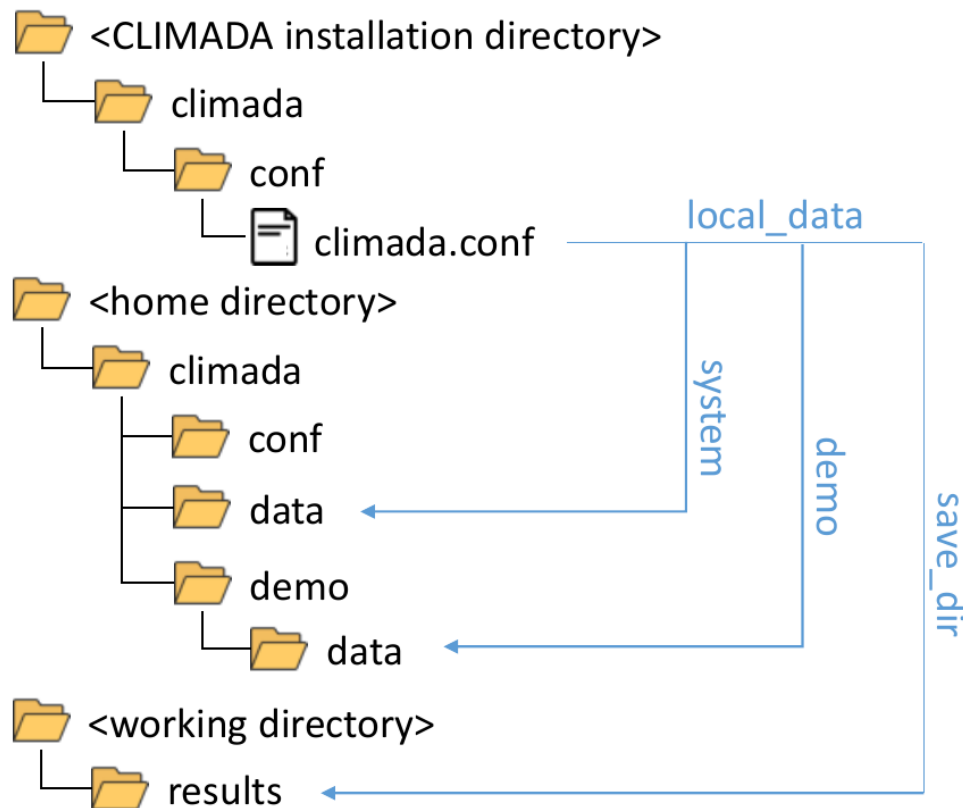 <CLIMADA installation directory>
climada
conf
climada.conf
local_data
<home directory>
climada
system
conf
demo
data
save_dir
demo
data
<working directory>
results